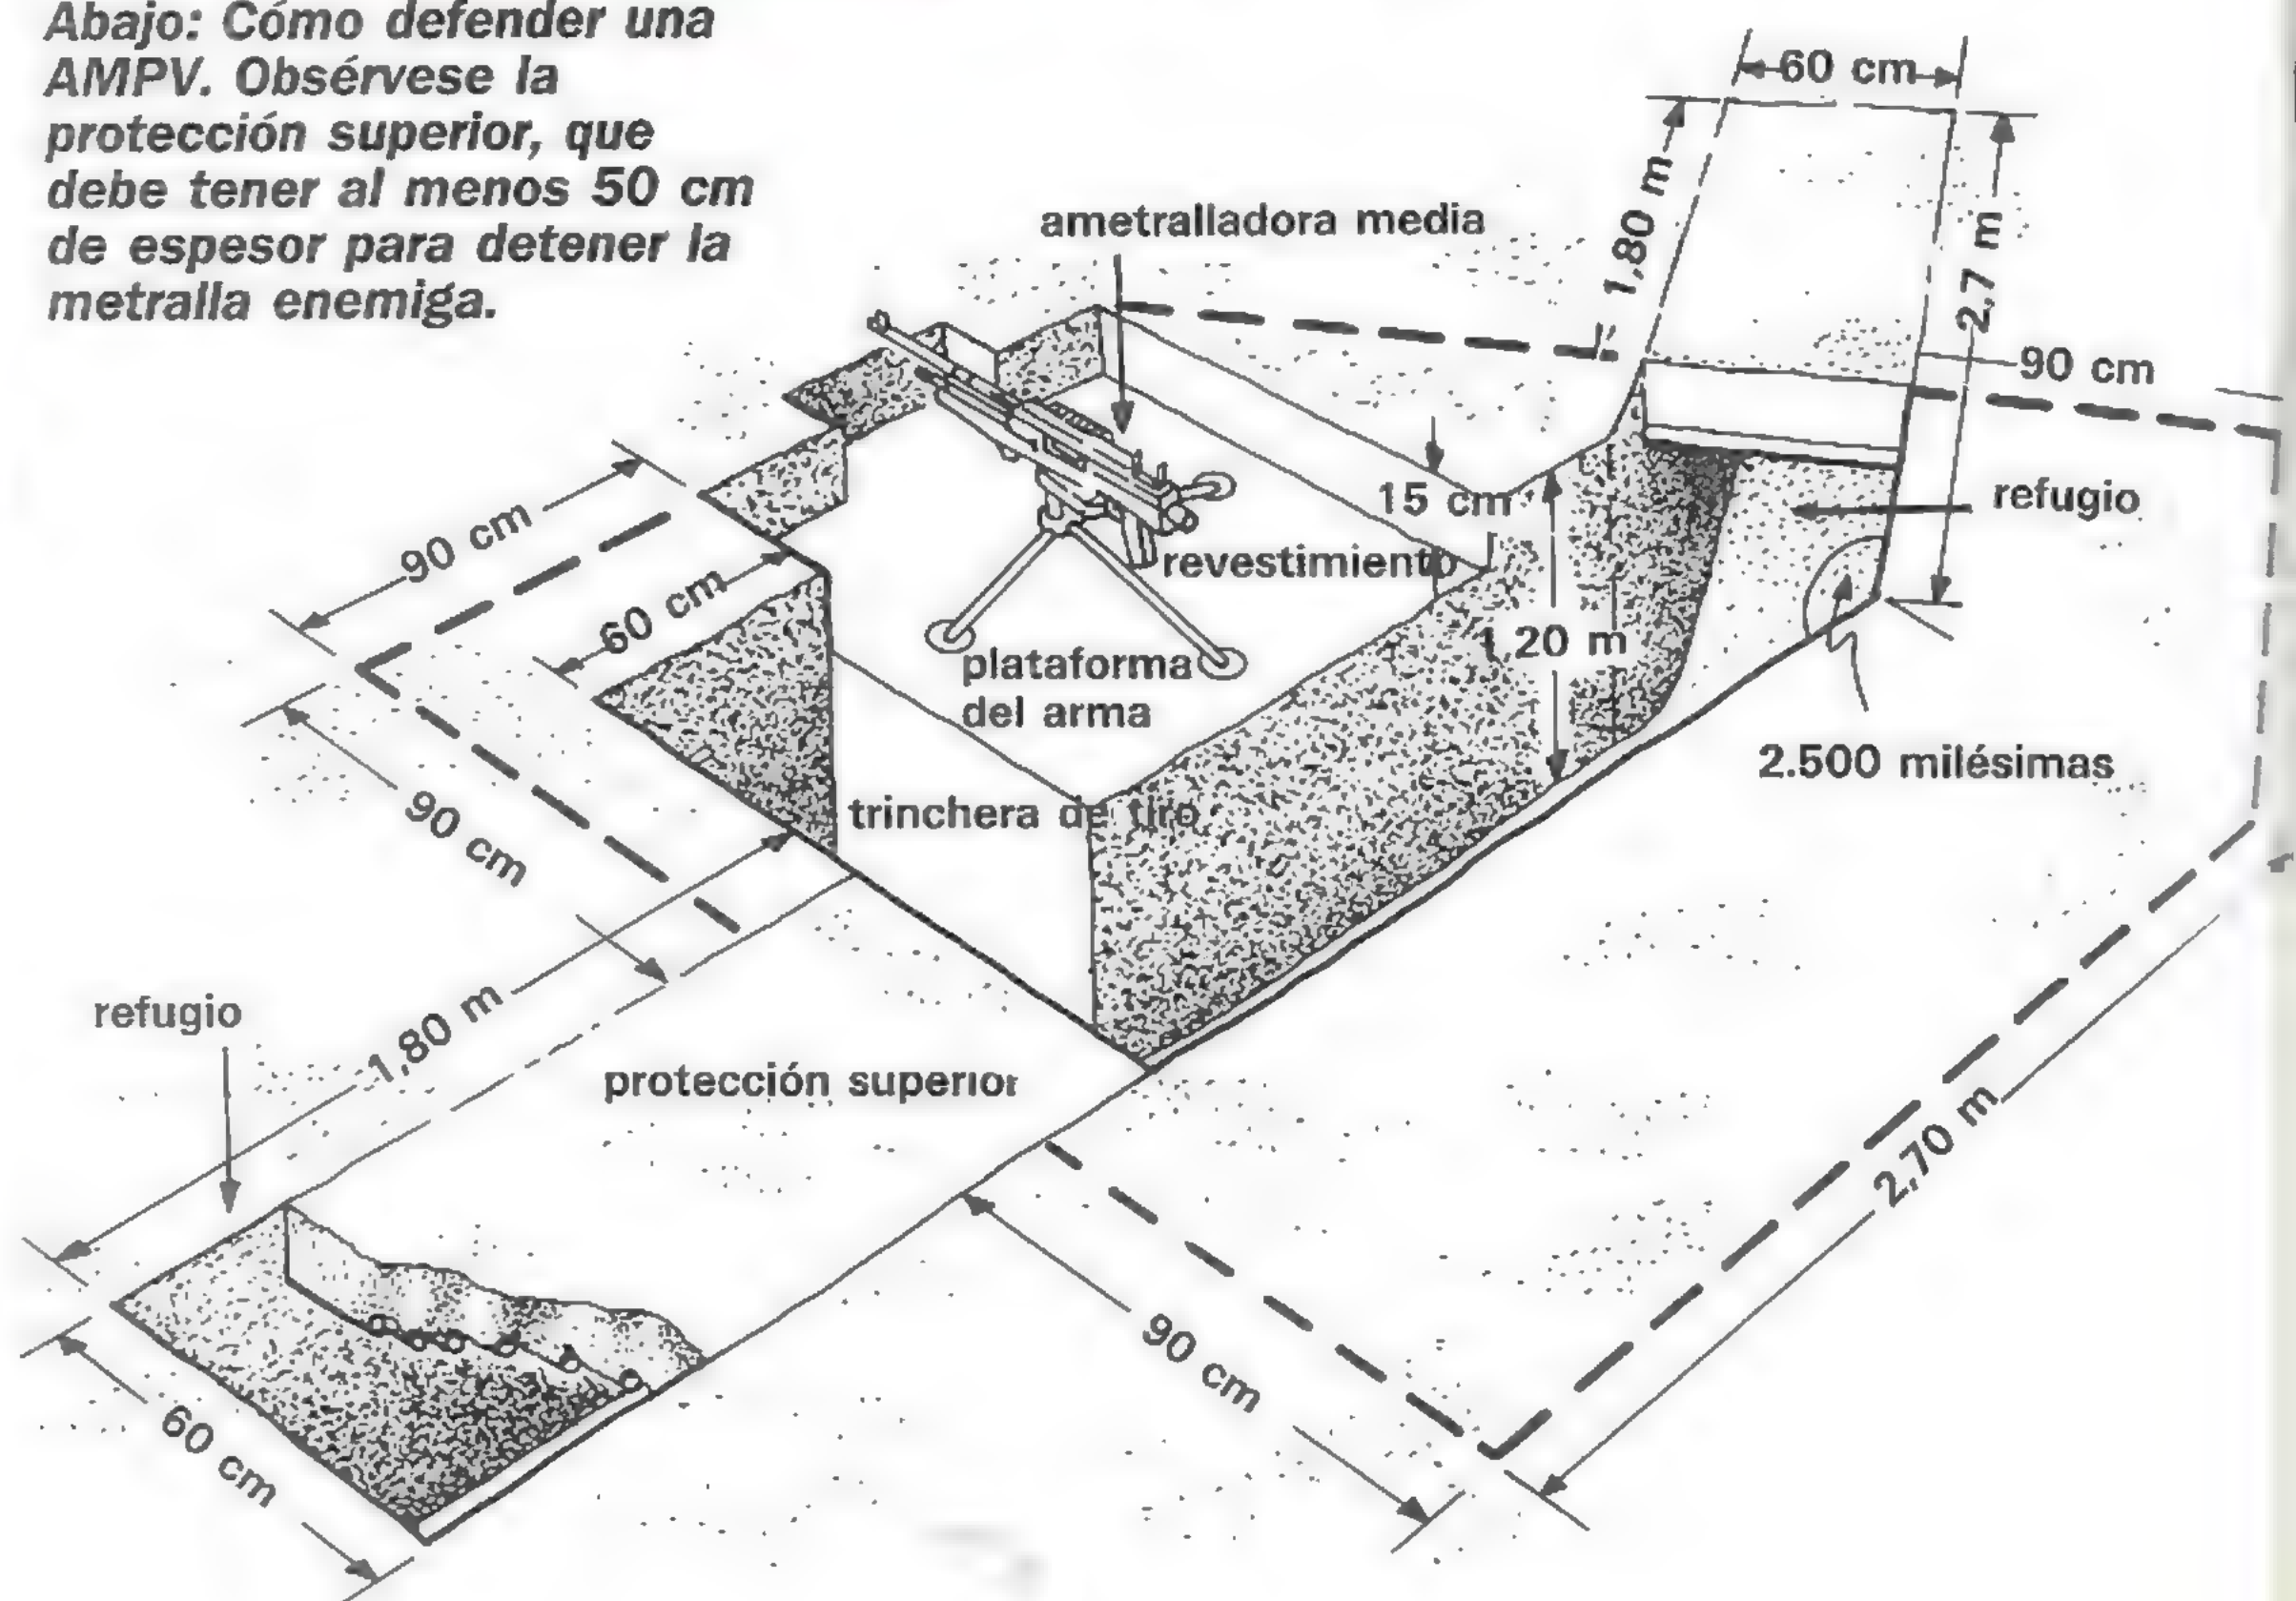 Abajo: Cómo defender una
AMPV. Obsérvese la
protección superior, que
debe tener al menos 50 cm
de espesor para detener la
metralla enemiga.
60 cm
ametralladora media
1,80 m
2,7 m
90 cm
15 cm
refugio
90 cm
revestimiento
60 cm
1,20 m
plataforma
del arma
2.500 milésimas
90 cm
trinchera de tiro
refugio
1,80 m
protección superior
2,70 m
90 cm
60 cm